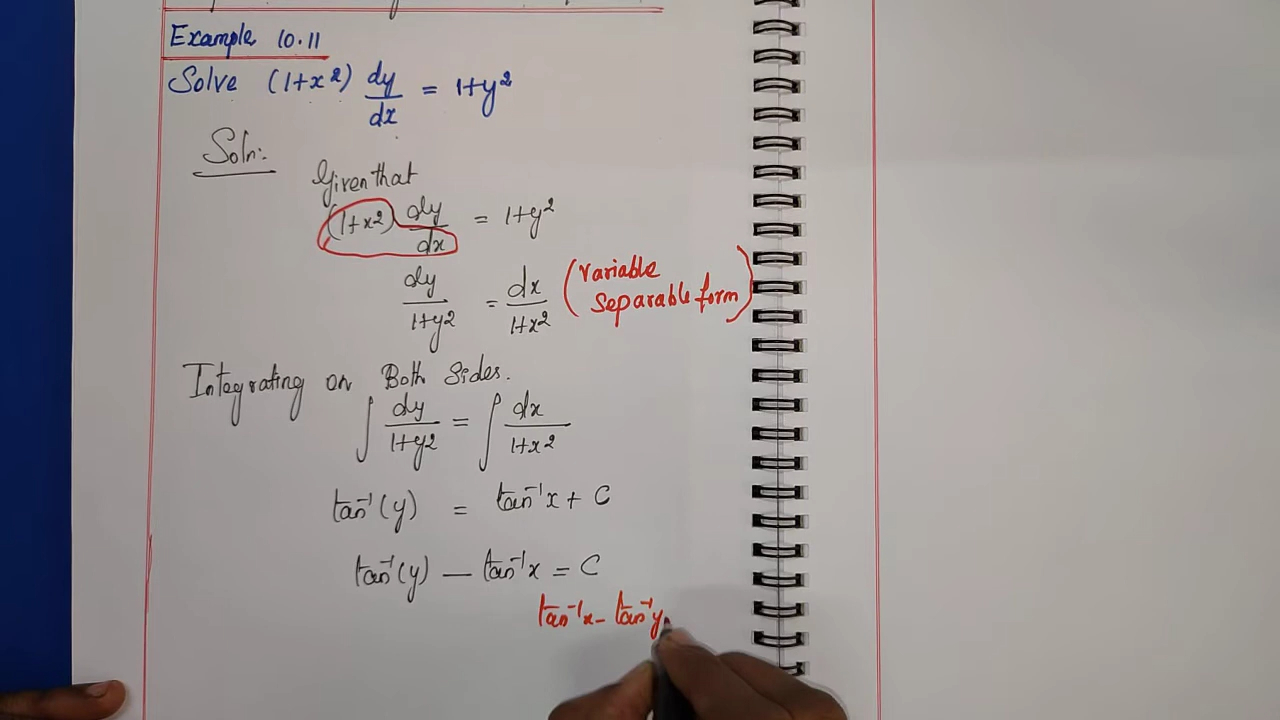 Example 10.11
Solve (1+x²) dy/dx = 1+y²
Soln:
Given that
(1+x²) dy/dx = 1+y²
dy/1+y² = dx/1+x² (variable separable form)
Integrating on Both Sides.
∫ dy/1+y² = ∫ dx/1+x²
tan⁻¹(y) = tan⁻¹x + C
tan⁻¹(y) — tan⁻¹x = C
tan⁻¹x - tan⁻¹y